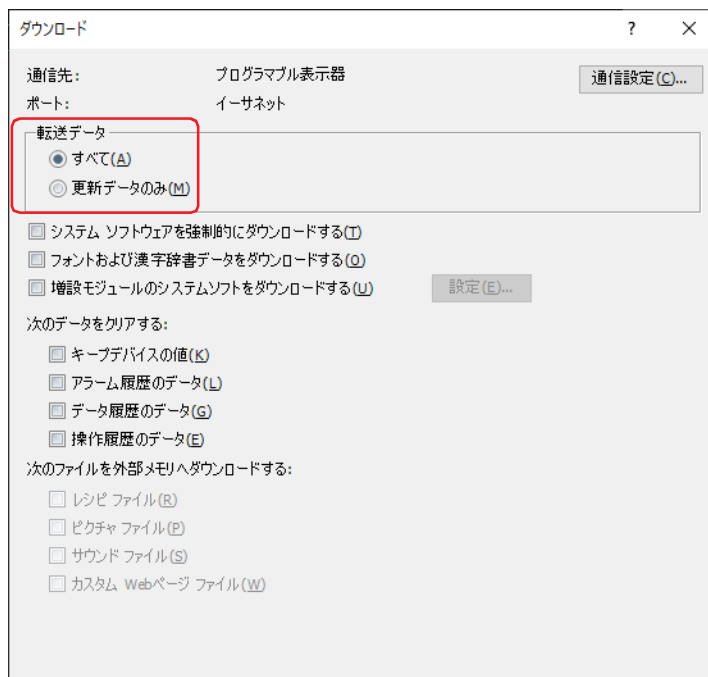 ダウンロード ?
通信先: プログラマブル表示器 通信設定(C)...
ポート: イーサネット
転送データ
すべて(A)
更新データのみ(M)
システム ソフトウェアを強制的にダウンロードする(T)
フォントおよび漢字辞書データをダウンロードする(O)
増設モジュールのシステムソフトをダウンロードする(U) 設定(E)...
次のデータをクリアする:
キープデバイスの値(K)
アラーム履歴のデータ(L)
データ履歴のデータ(G)
操作履歴のデータ(E)
次のファイルを外部メモリへダウンロードする:
レシピ ファイル(R)
ピクチャ ファイル(P)
サウンド ファイル(S)
カスタム Webページ ファイル(W)